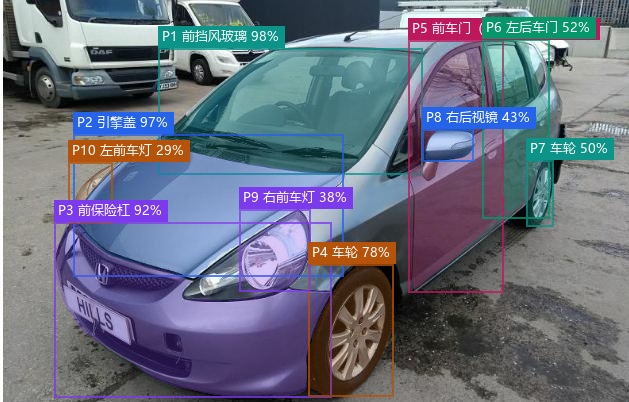 P1 前挡风玻璃 98%
P5 前车门（
P6 左后车门 52%
DAF
P2 引擎盖 97%
P8 右后视镜 43%
P10 左前车灯 29%
P7 车轮 50%
P9 右前车灯 38%
P3 前保险杠 92%
P4 车轮 78%
HILLS